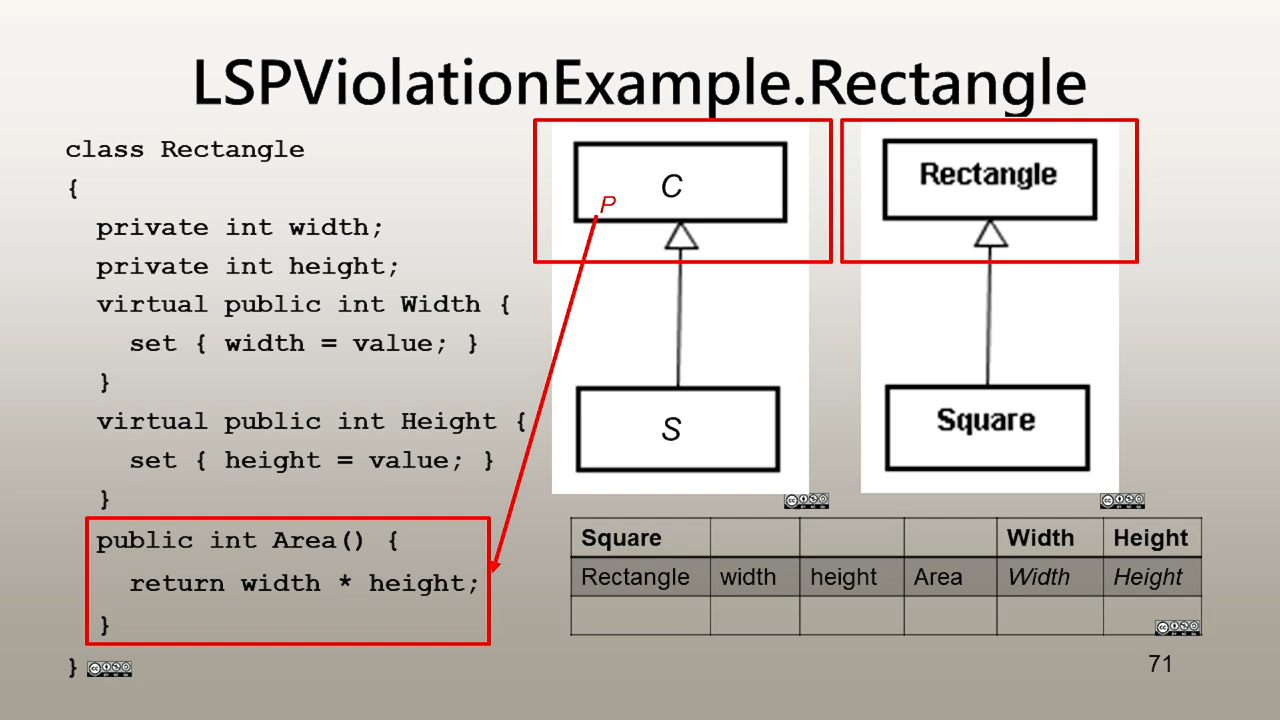 LSPViolationExample.Rectangle
class Rectangle
{
private int width;
private int height;
virtual public int Width {
set { width = value; }
}
virtual public int Height {
set { height = value; }
}
public int Area() {
return width * height;
}
}
C
P
S
Rectangle
Square
Square Width Height
Rectangle width height Area Width Height
71